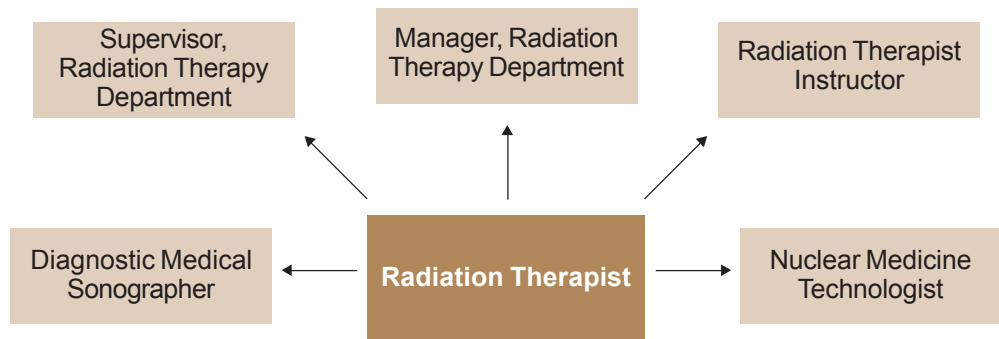 Supervisor,
Radiation Therapy
Department
Manager, Radiation
Therapy Department
Radiation Therapist
Instructor
Diagnostic Medical
Sonographer
Radiation Therapist
Nuclear Medicine
Technologist